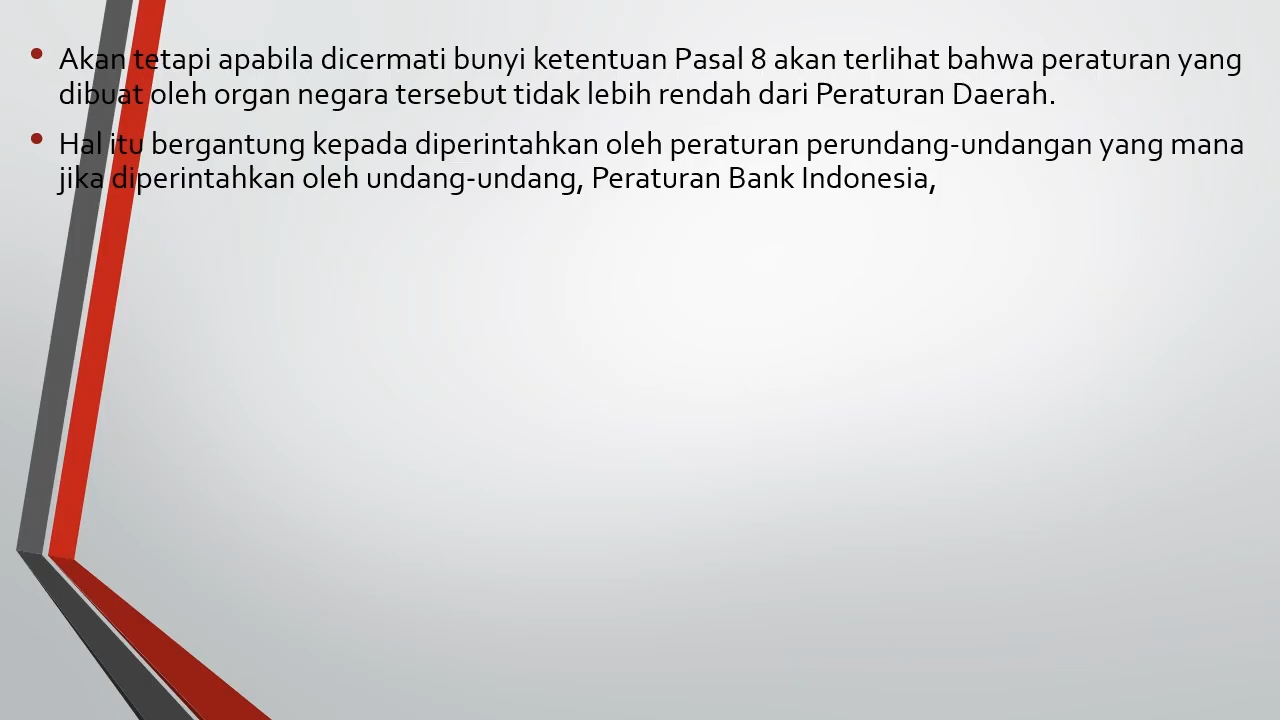 Akan tetapi apabila dicermati bunyi ketentuan Pasal 8 akan terlihat bahwa peraturan yang
dibuat oleh organ negara tersebut tidak lebih rendah dari Peraturan Daerah.
Hal itu bergantung kepada diperintahkan oleh peraturan perundang-undangan yang mana
jika diperintahkan oleh undang-undang, Peraturan Bank Indonesia,